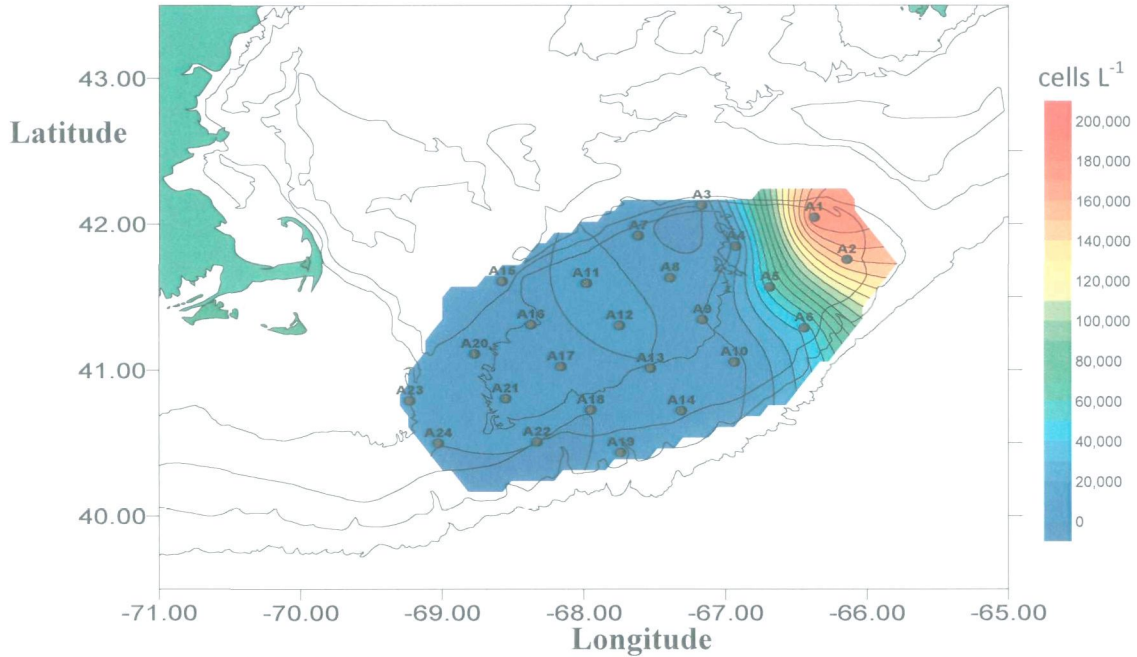 43.00
42.00
41.00
40.00
Latitude
-71.00 -70.00 -69.00 -68.00 -67.00 -66.00 -65.00
Longitude
cells L⁻¹
200,000
180,000
160,000
140,000
120,000
100,000
80,000
60,000
40,000
20,000
0
A1
A2
A3
A4
A5
A6
A7
A8
A9
A10
A11
A12
A13
A14
A15
A16
A17
A18
A19
A20
A21
A22
A23
A24